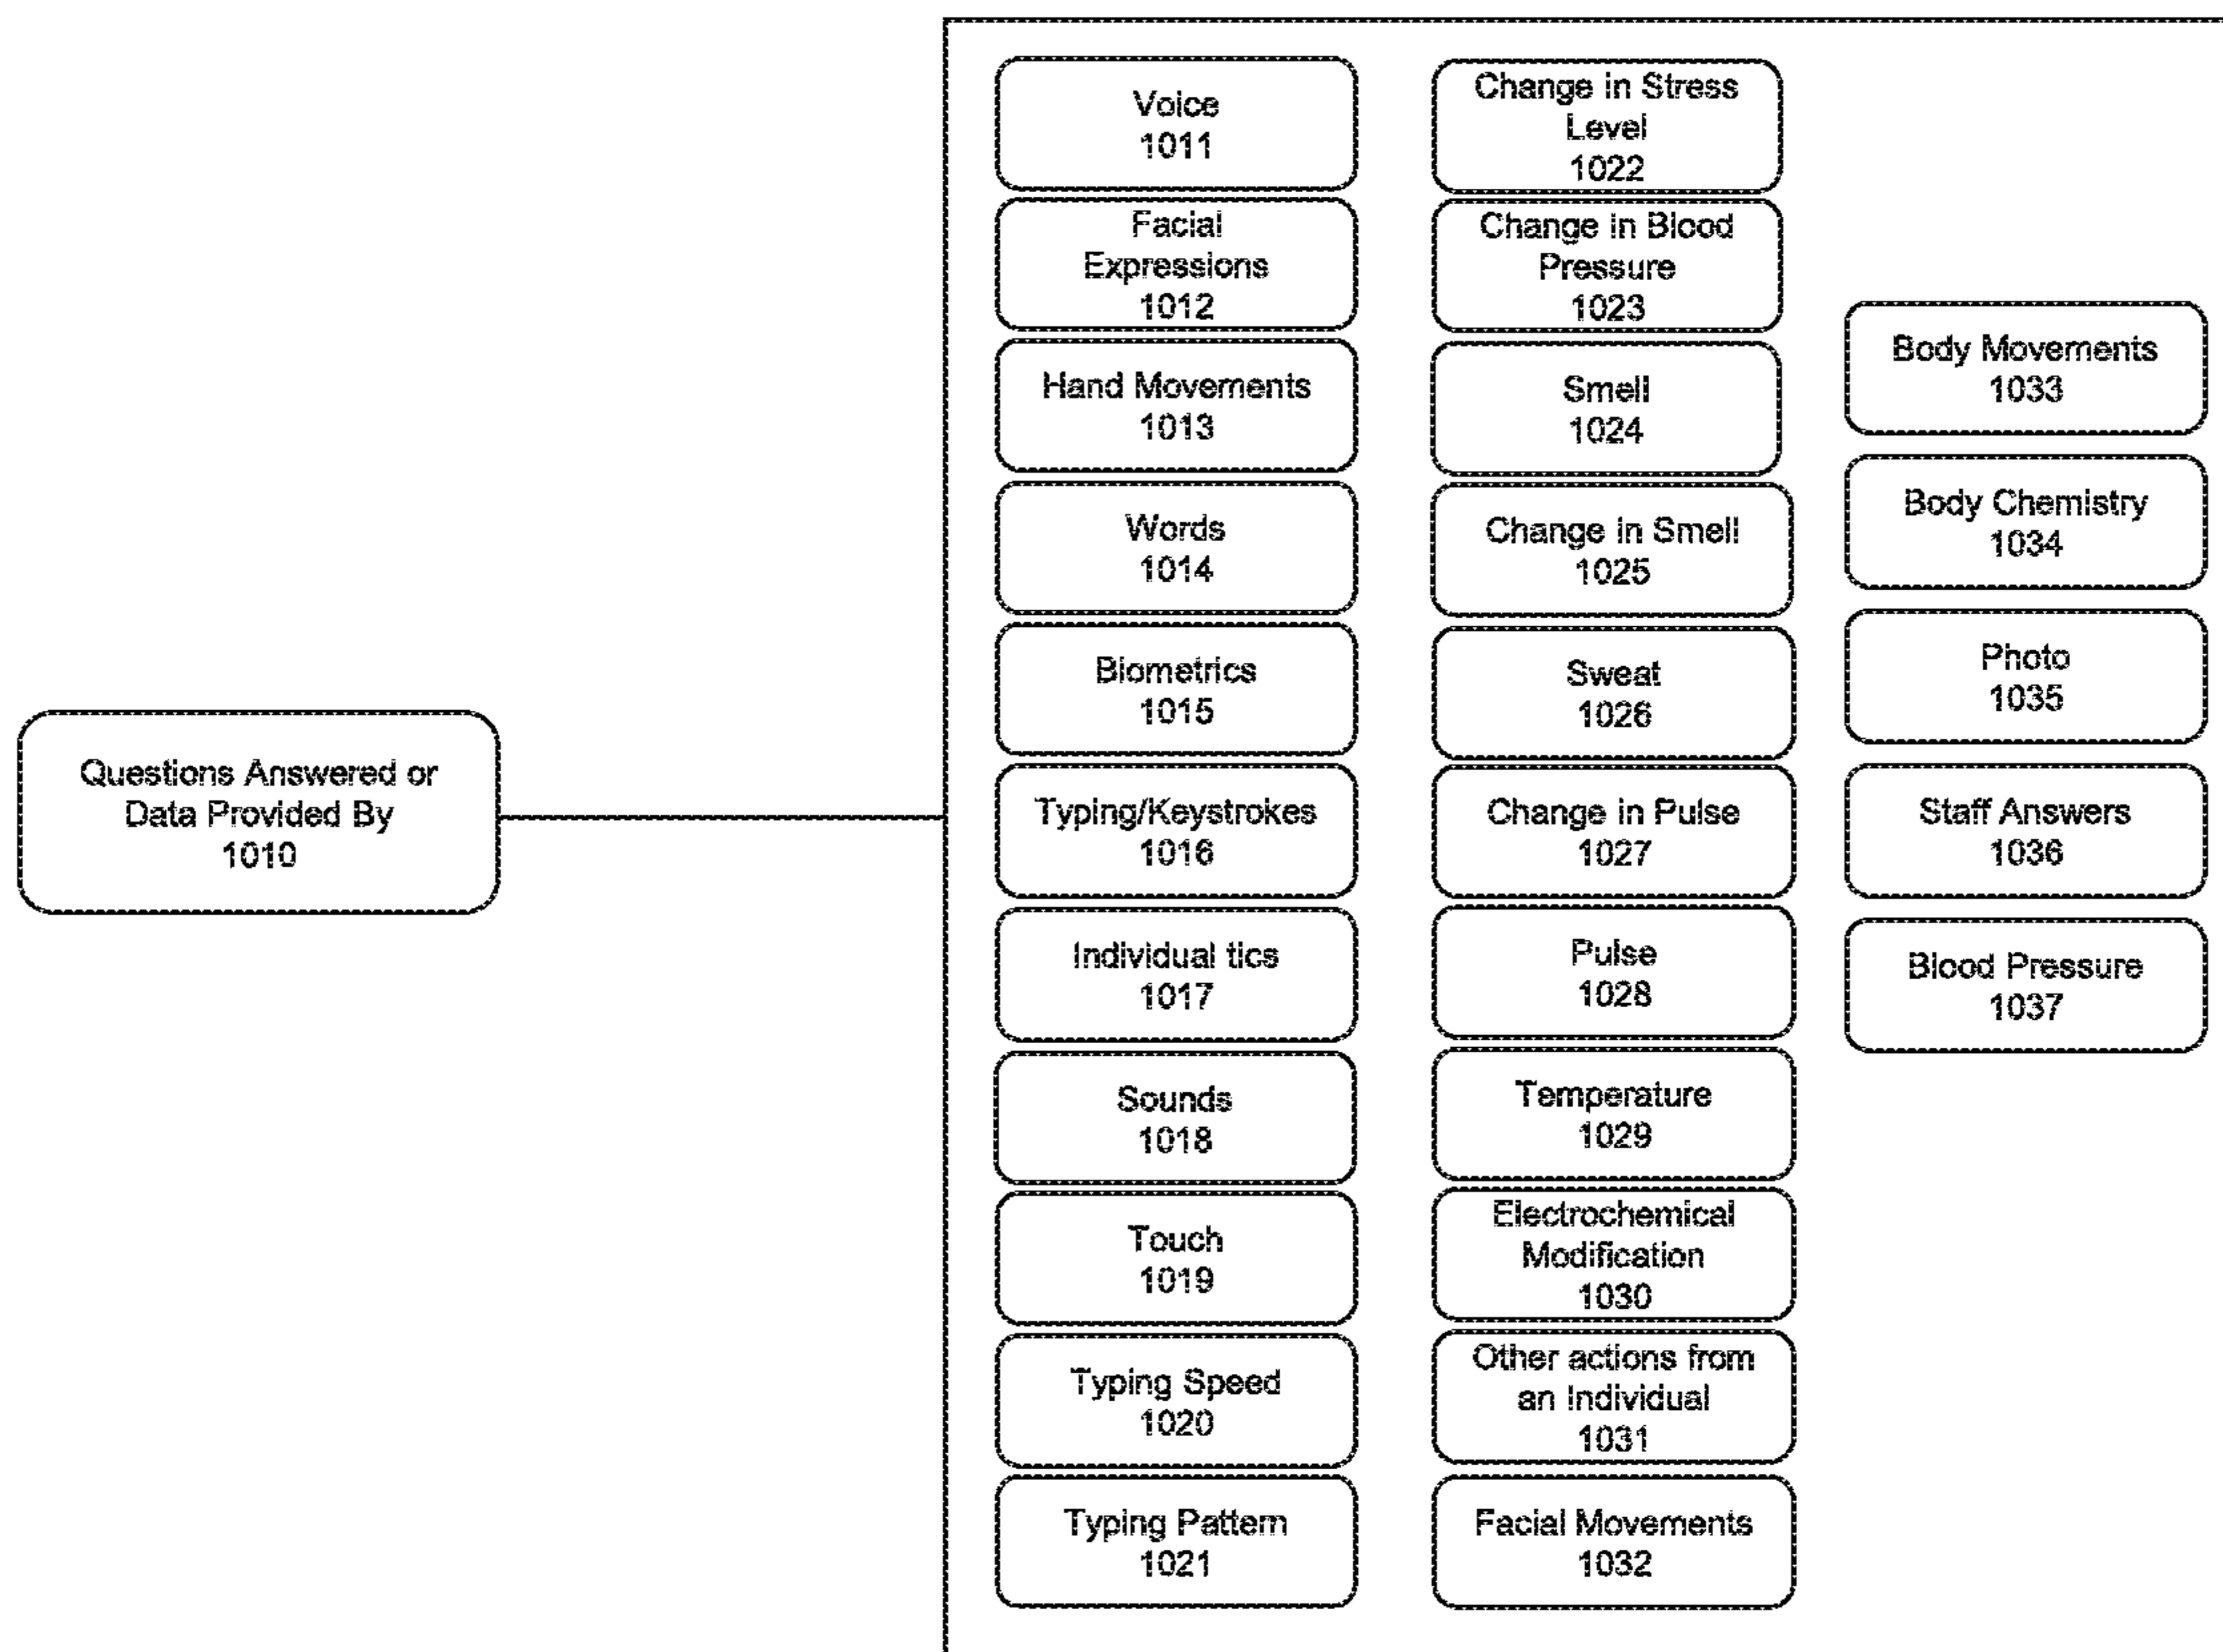 Questions Answered or
Data Provided By
1010
Voice
1011
Facial
Expressions
1012
Hand Movements
1013
Words
1014
Biometrics
1015
Typing/Keystrokes
1016
Individual tics
1017
Sounds
1018
Touch
1019
Typing Speed
1020
Typing Pattern
1021
Change in Stress
Level
1022
Change in Blood
Pressure
1023
Smell
1024
Change in Smell
1025
Sweat
1026
Change in Pulse
1027
Pulse
1028
Temperature
1029
Electrochemical
Modification
1030
Other actions from
an Individual
1031
Facial Movements
1032
Body Movements
1033
Body Chemistry
1034
Photo
1035
Staff Answers
1036
Blood Pressure
1037